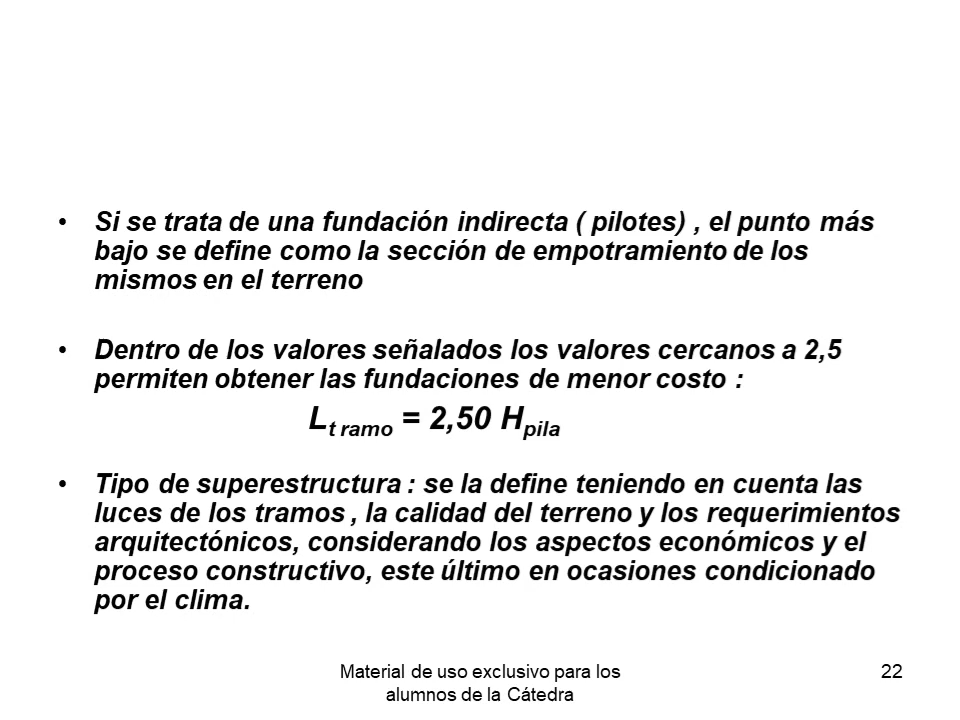 • Si se trata de una fundación indirecta ( pilotes) , el punto más
bajo se define como la sección de empotramiento de los
mismos en el terreno
• Dentro de los valores señalados los valores cercanos a 2,5
permiten obtener las fundaciones de menor costo :
L t ramo = 2,50 H pila
• Tipo de superestructura : se la define teniendo en cuenta las
luces de los tramos , la calidad del terreno y los requerimientos
arquitectónicos, considerando los aspectos económicos y el
proceso constructivo, este último en ocasiones condicionado
por el clima.
Material de uso exclusivo para los
alumnos de la Cátedra
22